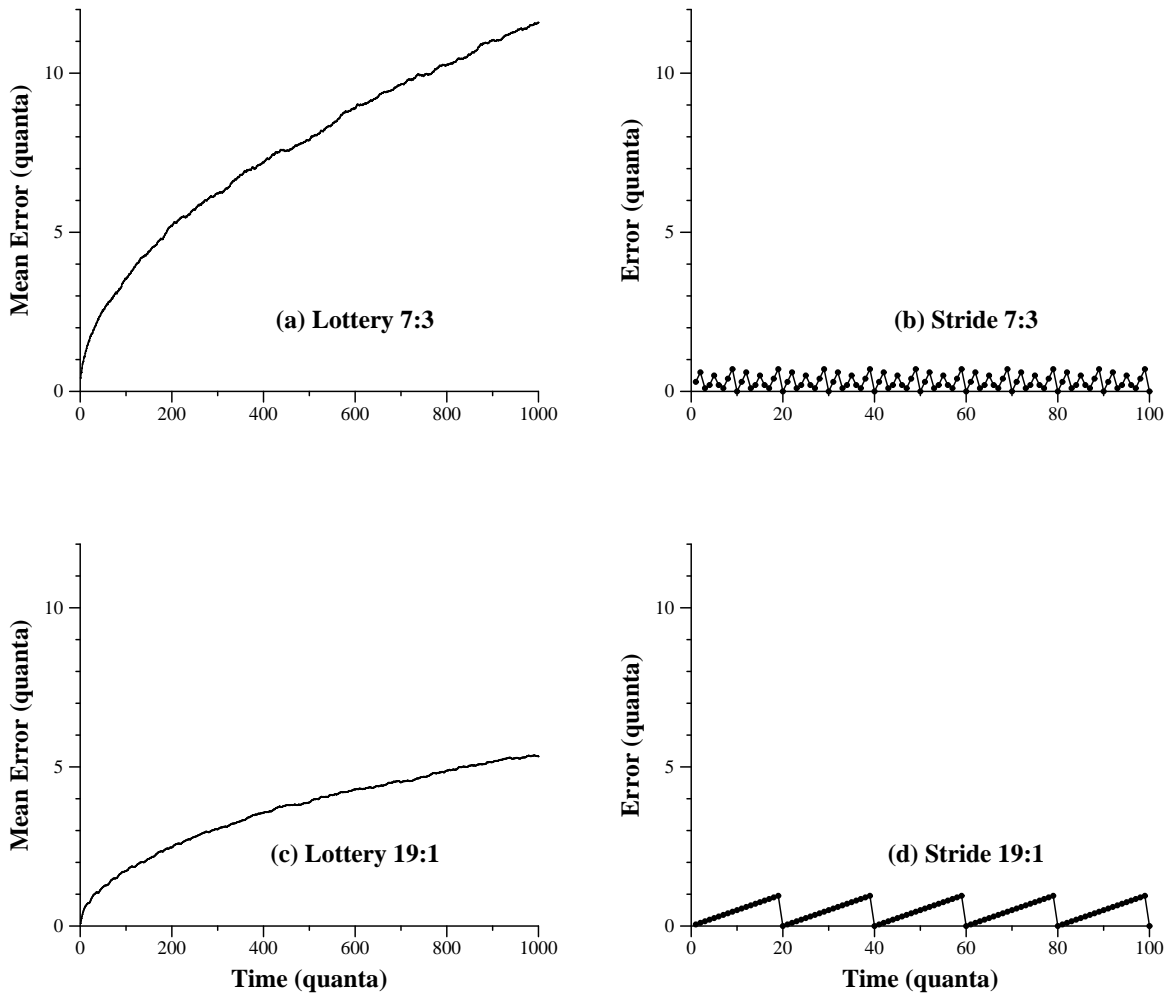 Mean Error (quanta)
10
5
0
0 200 400 600 800 1000
(a) Lottery 7:3
Error (quanta)
10
5
0
0 20 40 60 80 100
(b) Stride 7:3
Mean Error (quanta)
10
5
0
0 200 400 600 800 1000
Time (quanta)
(c) Lottery 19:1
Error (quanta)
10
5
0
0 20 40 60 80 100
Time (quanta)
(d) Stride 19:1